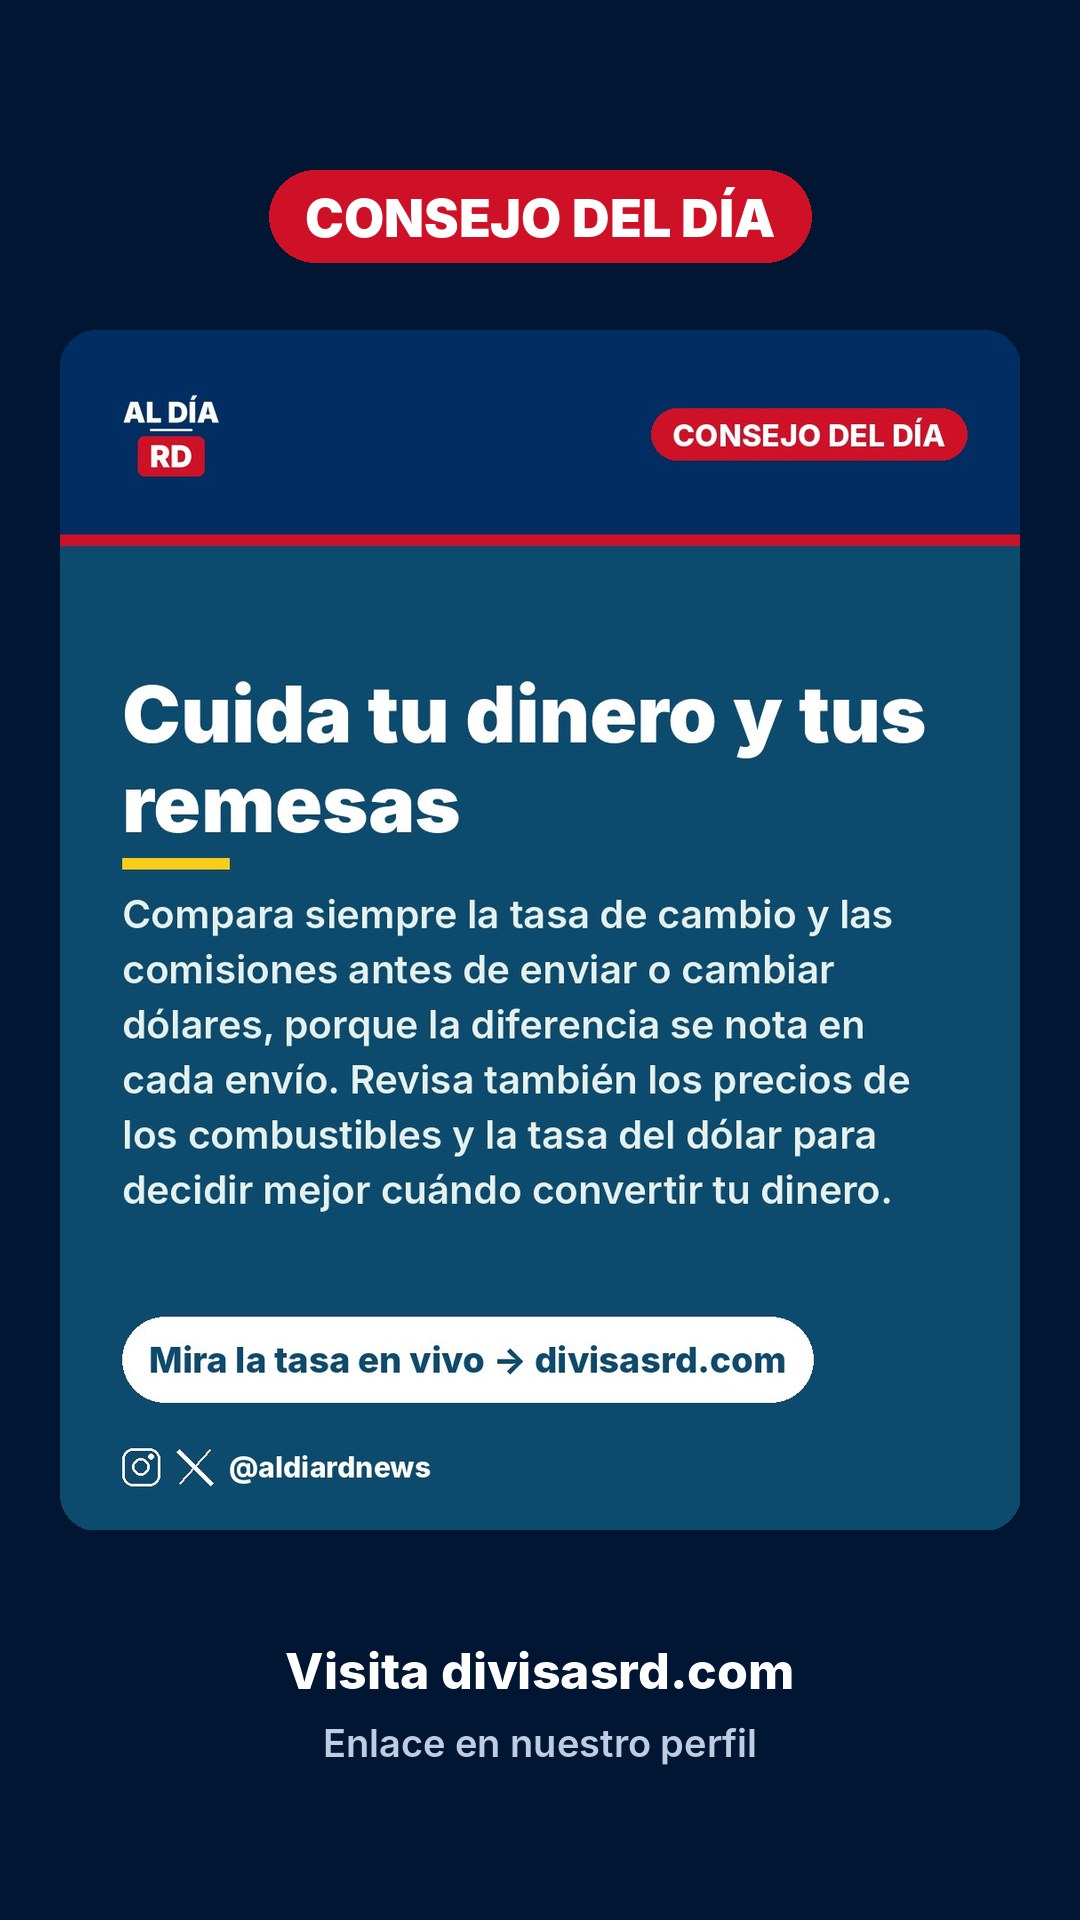 CONSEJO DEL DÍA
AL DÍA
RD
CONSEJO DEL DÍA
Cuida tu dinero y tus
remesas
Compara siempre la tasa de cambio y las
comisiones antes de enviar o cambiar
dólares, porque la diferencia se nota en
cada envío. Revisa también los precios de
los combustibles y la tasa del dólar para
decidir mejor cuándo convertir tu dinero.
Mira la tasa en vivo → divisasrd.com
@aldiardnews
Visita divisasrd.com
Enlace en nuestro perfil